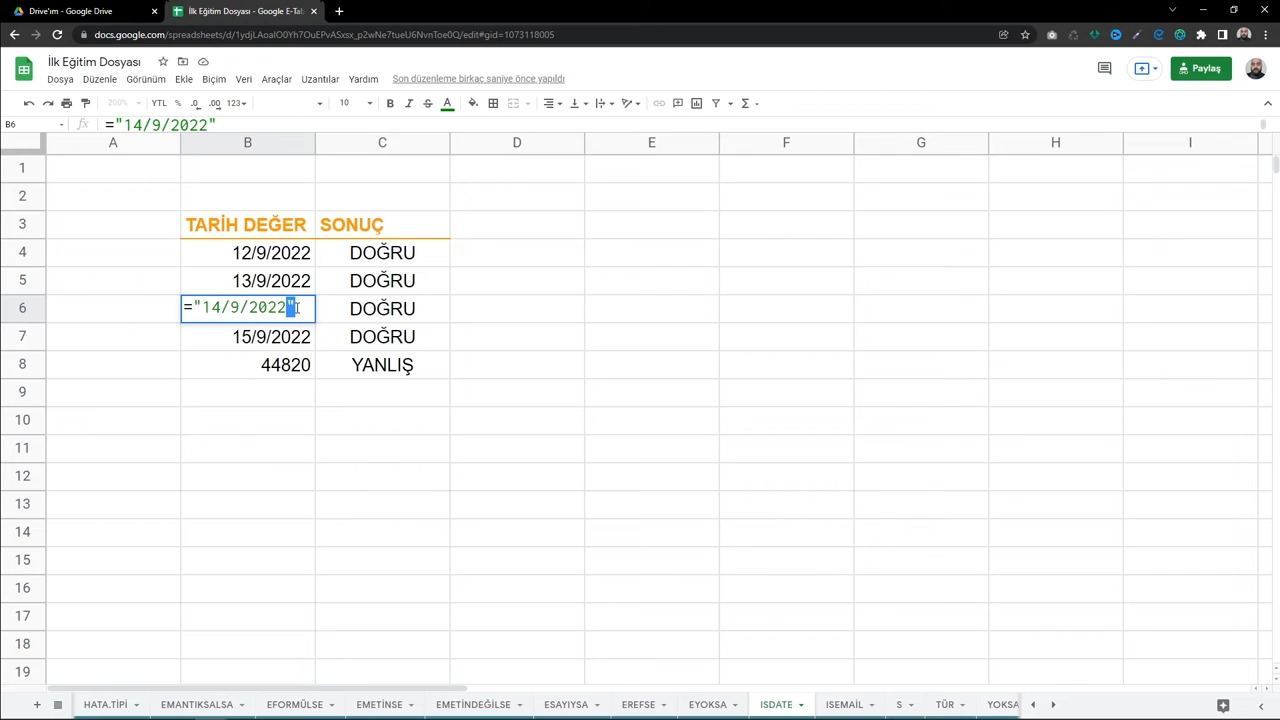 Drive'ım - Google Drive
İlk Eğitim Dosyası - Google E-Tab
docs.google.com/spreadsheets/d/1ydjLAoalO0Yh7OuEPvASxsx_p2wNe7tueU6NvnToe0Q/edit#gid=1073118005
İlk Eğitim Dosyası
Dosya Düzenle Görünüm Ekle Biçim Veri Araçlar Uzantılar Yardım Son düzenleme birkaç saniye önce yapıldı
Paylaş
200% YTL % .0 .00 123 10 B I S A Σ
B6 fx ="14/9/2022"
A B C D E F G H I
1
2
3 TARİH DEĞER SONUÇ
4 12/9/2022 DOĞRU
5 13/9/2022 DOĞRU
6 ="14/9/2022" DOĞRU
7 15/9/2022 DOĞRU
8 44820 YANLIŞ
9
10
11
12
13
14
15
16
17
18
19
HATA.TİPİ EMANTIKSALSA EFORMÜLSE EMETİNSE EMETİNDEĞİLSE ESAYIYSA EREFSE EYOKSA ISDATE ISEMAİL S TÜR YOKSA